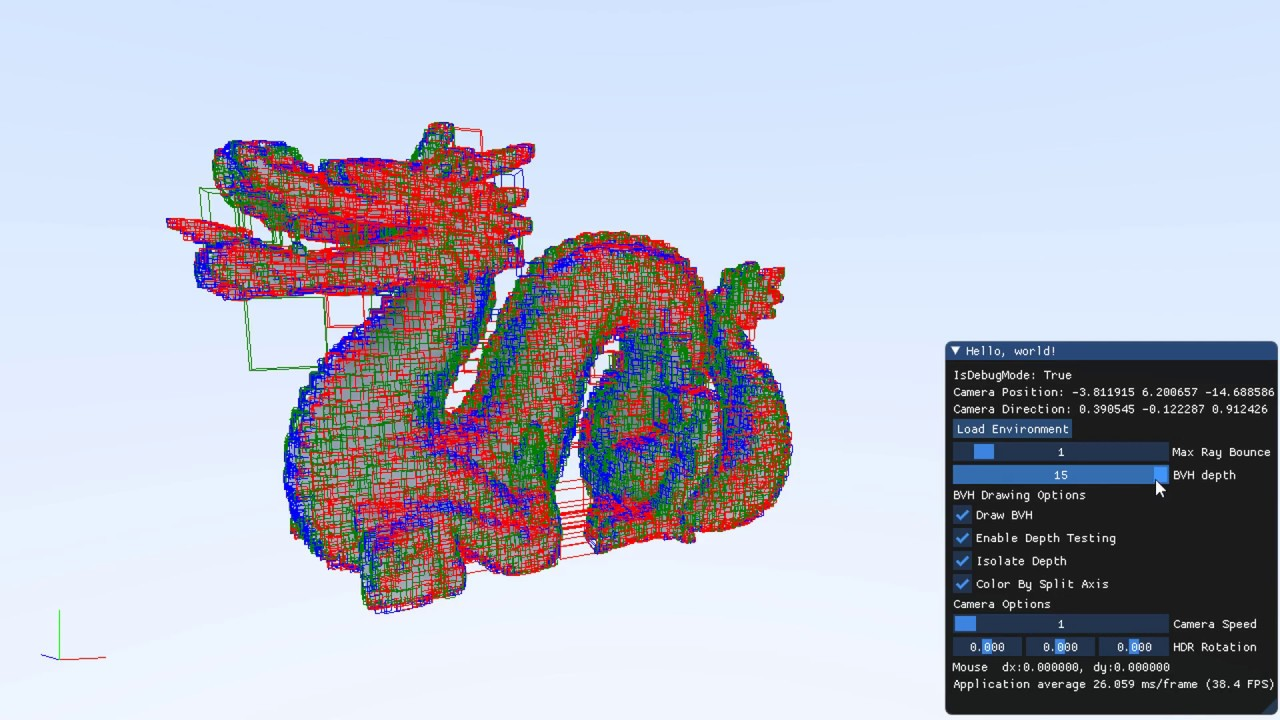 Hello, world!
IsDebugMode: True
Camera Position: -3.811915 6.200657 -14.688586
Camera Direction: 0.390545 -0.122287 0.912426
Load Environment
1 Max Ray Bounce
15 BVH depth
BVH Drawing Options
Draw BVH
Enable Depth Testing
Isolate Depth
Color By Split Axis
Camera Options
1 Camera Speed
0.000 0.000 0.000 HDR Rotation
Mouse dx:0.000000, dy:0.000000
Application average 26.059 ms/frame (38.4 FPS)